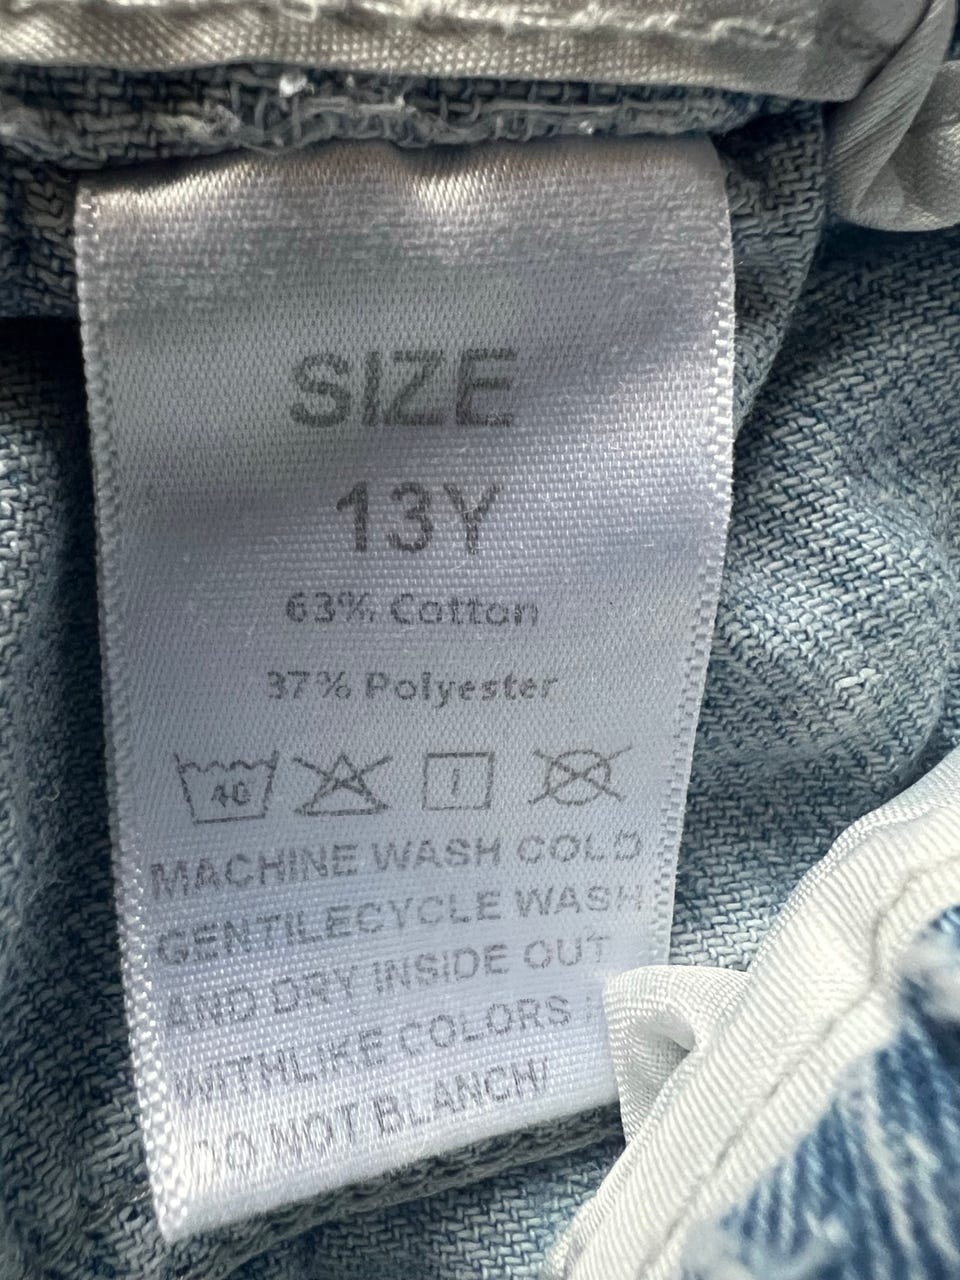 SIZE
13Y
63% Cotton
37% Polyester
40
MACHINE WASH COLD
GENTILECYCLE WASH
AND DRY INSIDE OUT
WITHLIKE COLORS /
DO NOT BLANCH/